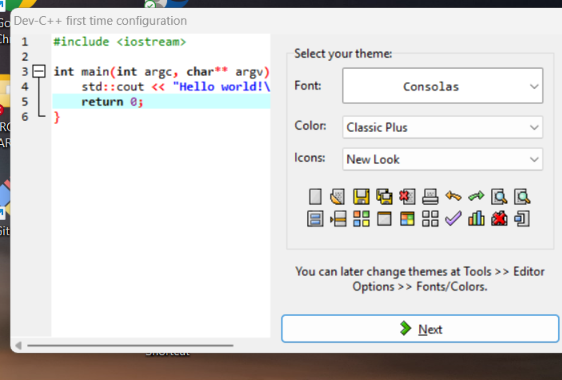 Dev-C++ first time configuration
1 #include <iostream>
2
3 int main(int argc, char** argv)
4 std::cout << "Hello world!\
5 return 0;
6 }
Select your theme:
Font: Consolas
Color: Classic Plus
Icons: New Look
You can later change themes at Tools >> Editor
Options >> Fonts/Colors.
Next